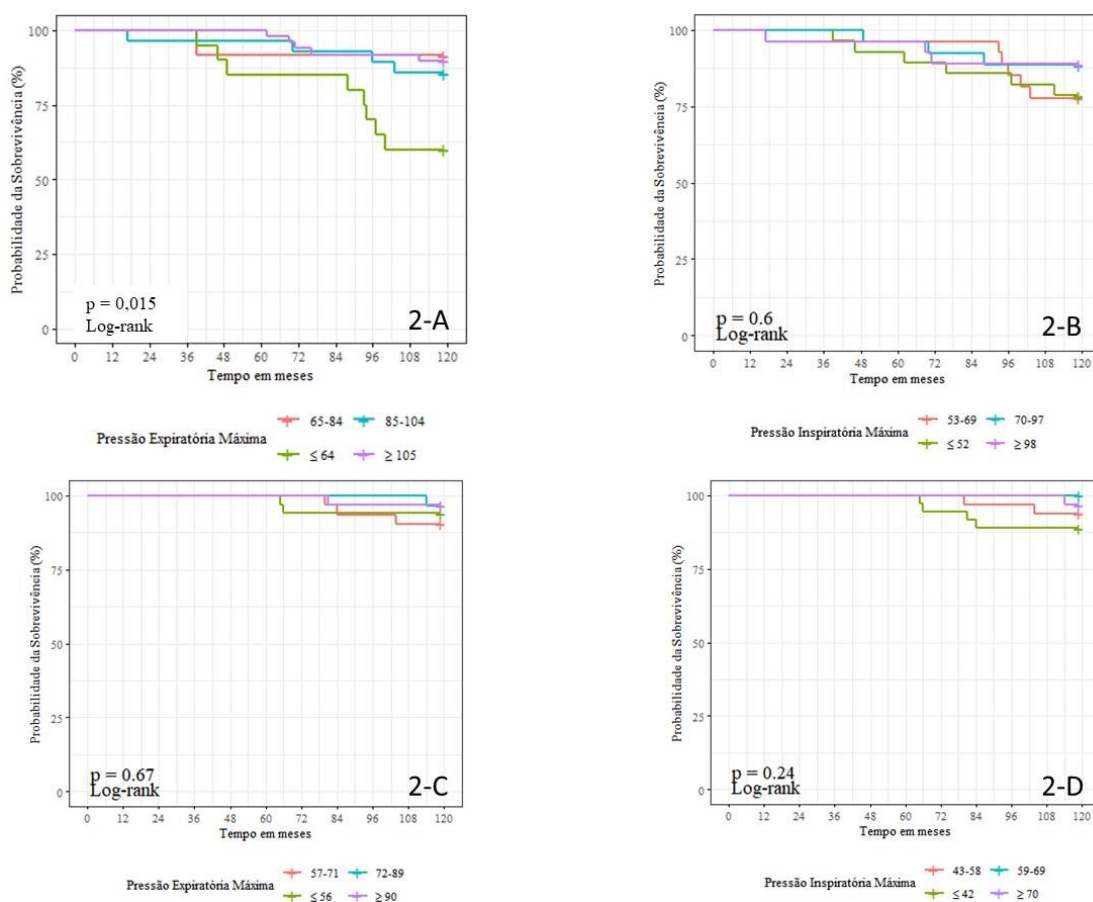 Probabilidade da Sobrevivência (%)
100
75
50
25
0
p = 0,015
Log-rank
2-A
0 12 24 36 48 60 72 84 96 108 120
Tempo em meses
Pressão Expiratória Máxima
65-84 85-104
≤ 64 ≥ 105
Probabilidade da Sobrevivência (%)
100
75
50
25
0
p = 0.6
Log-rank
2-B
0 12 24 36 48 60 72 84 96 108 120
Tempo em meses
Pressão Inspiratória Máxima
53-69 70-97
≤ 52 ≥ 98
Probabilidade da Sobrevivência (%)
100
75
50
25
0
p = 0.67
Log-rank
2-C
0 12 24 36 48 60 72 84 96 108 120
Tempo em meses
Pressão Expiratória Máxima
57-71 72-89
≤ 56 ≥ 90
Probabilidade da Sobrevivência (%)
100
75
50
25
0
p = 0.24
Log-rank
2-D
0 12 24 36 48 60 72 84 96 108 120
Tempo em meses
Pressão Inspiratória Máxima
43-58 59-69
≤ 42 ≥ 70